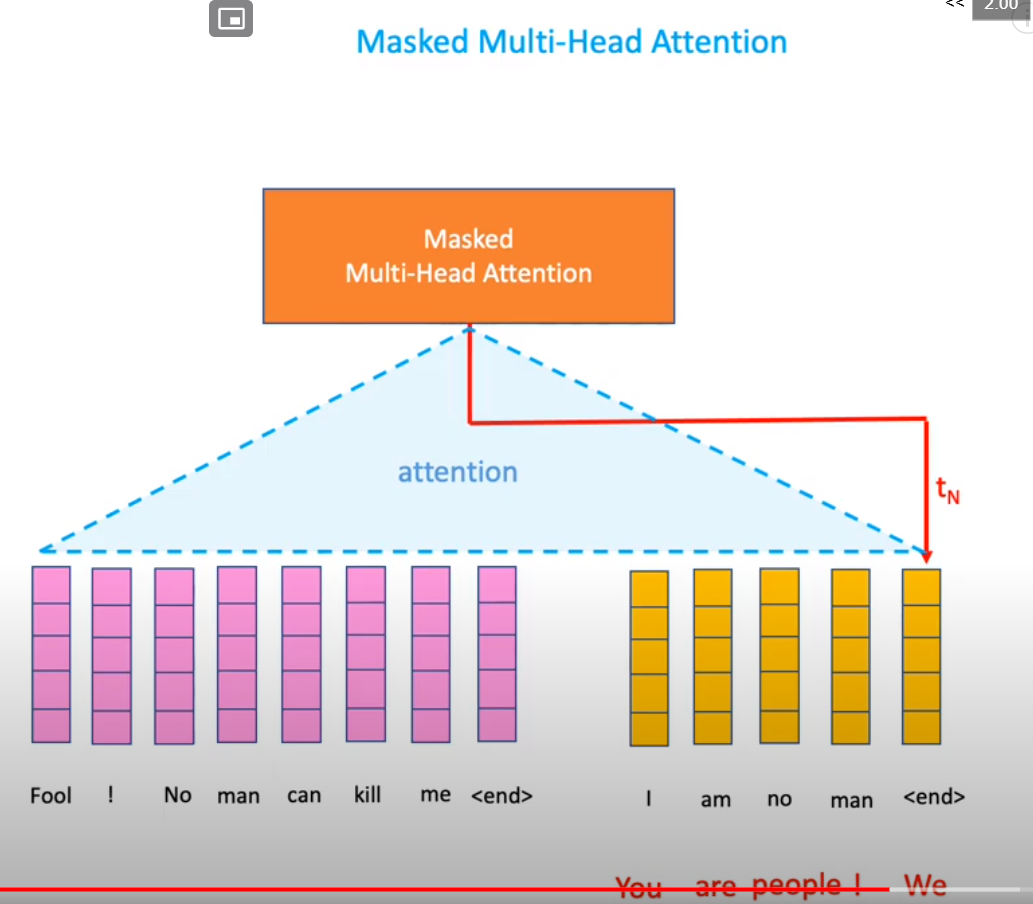 << 2.00
Masked Multi-Head Attention
Masked
Multi-Head Attention
attention
tN
Fool ! No man can kill me <end> I am no man <end>
You are people ! We